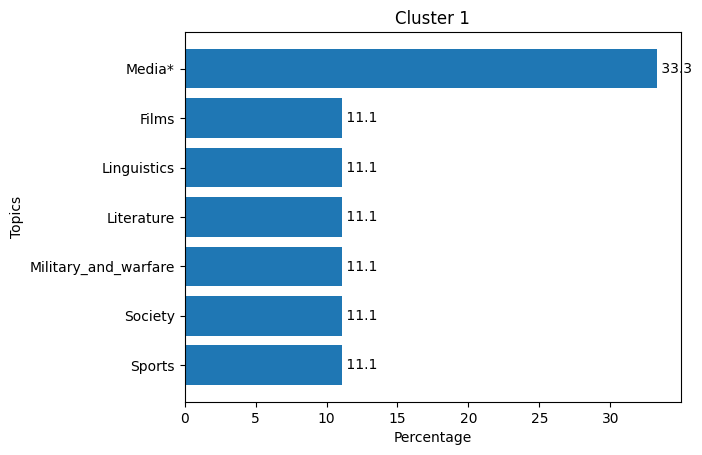 Cluster 1
Topics
Media*
33.3
Films
11.1
Linguistics
11.1
Literature
11.1
Military_and_warfare
11.1
Society
11.1
Sports
11.1
0 5 10 15 20 25 30
Percentage